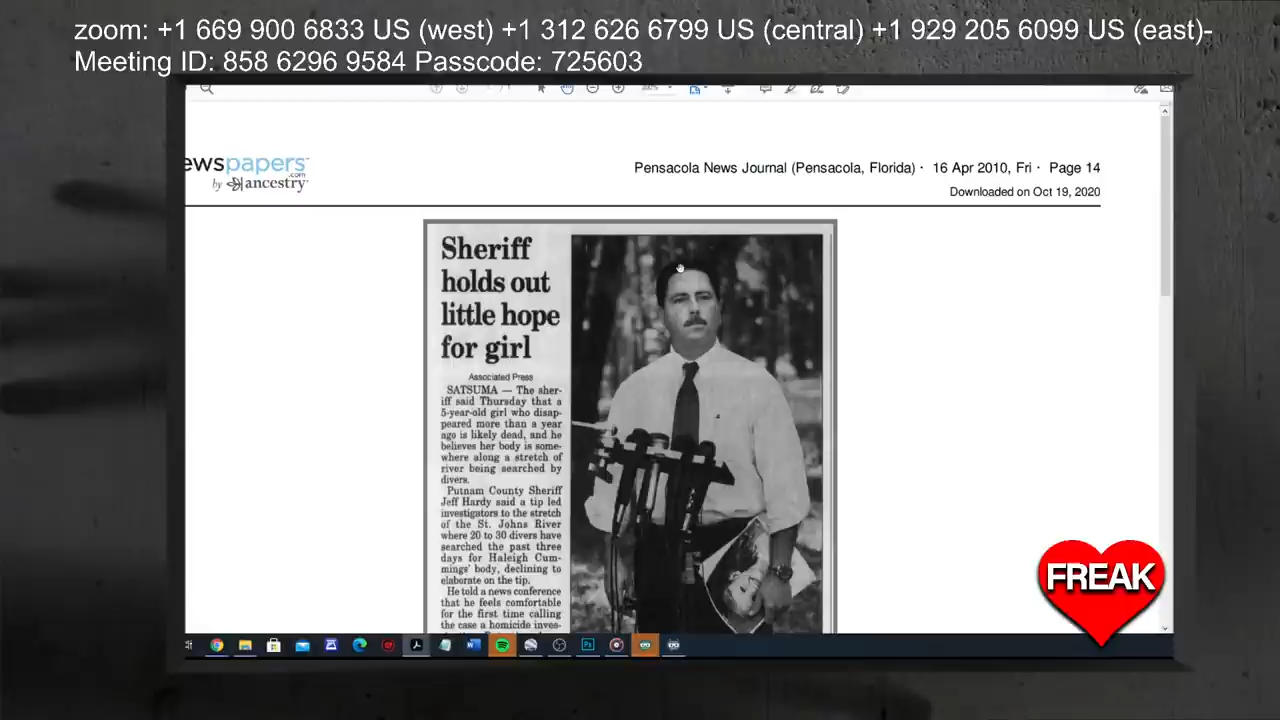 zoom: +1 669 900 6833 US (west) +1 312 626 6799 US (central) +1 929 205 6099 US (east)-
Meeting ID: 858 6296 9584 Passcode: 725603
ewspapers
.com
by ancestry
Pensacola News Journal (Pensacola, Florida) · 16 Apr 2010, Fri · Page 14
Downloaded on Oct 19, 2020
Sheriff
holds out
little hope
for girl
Associated Press
SATSUMA — The sher-
iff said Thursday that a
5-year-old girl who disap-
peared more than a year
ago is likely dead, and he
believes her body is some-
where along a stretch of
river being searched by
divers.
Putnam County Sheriff
Jeff Hardy said a tip led
investigators to the stretch
of the St. Johns River
where 20 to 30 divers have
searched the past three
days for Haleigh Cum-
mings' body, declining to
elaborate on the tip.
He told a news conference
that he feels comfortable
for the first time calling
the case a homicide inves-
FREAK